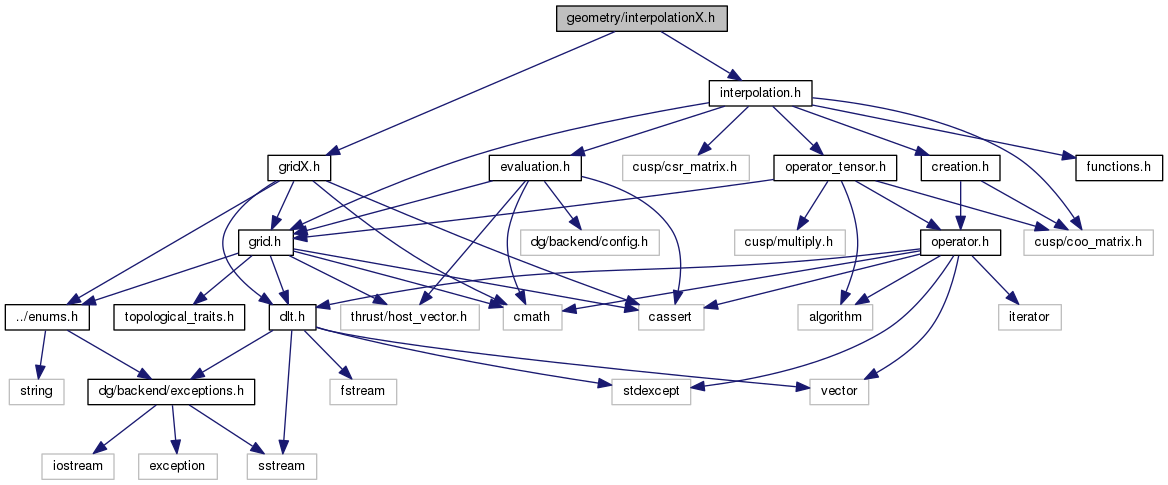 geometry/interpolationX.h
interpolation.h
gridX.h
evaluation.h
cusp/csr_matrix.h
operator_tensor.h
creation.h
functions.h
grid.h
dg/backend/config.h
cusp/multiply.h
operator.h
cusp/coo_matrix.h
../enums.h
topological_traits.h
dlt.h
thrust/host_vector.h
cmath
cassert
algorithm
iterator
string
dg/backend/exceptions.h
fstream
stdexcept
vector
iostream
exception
sstream